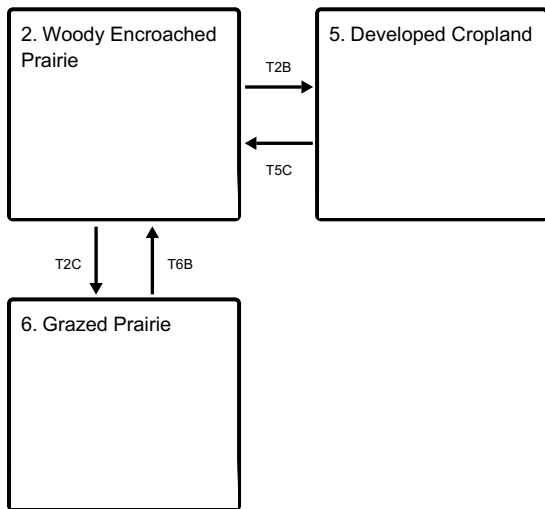 2. Woody Encroached
Prairie
5. Developed Cropland
T2B
T5C
T2C
T6B
6. Grazed Prairie